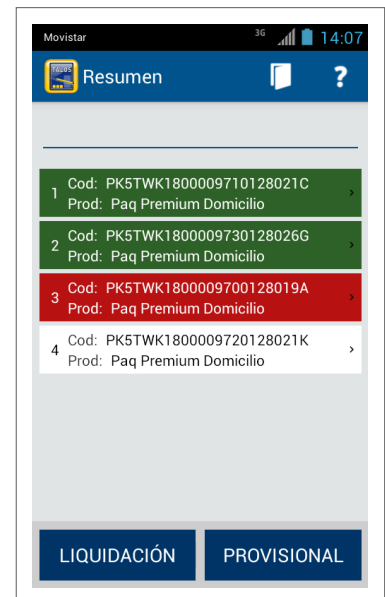 Movistar 3G 14:07
TALOS Resumen ?
1 Cod: PK5TWK1800009710128021C
Prod: Paq Premium Domicilio
2 Cod: PK5TWK1800009730128026G
Prod: Paq Premium Domicilio
3 Cod: PK5TWK1800009700128019A
Prod: Paq Premium Domicilio
4 Cod: PK5TWK1800009720128021K
Prod: Paq Premium Domicilio
LIQUIDACIÓN PROVISIONAL